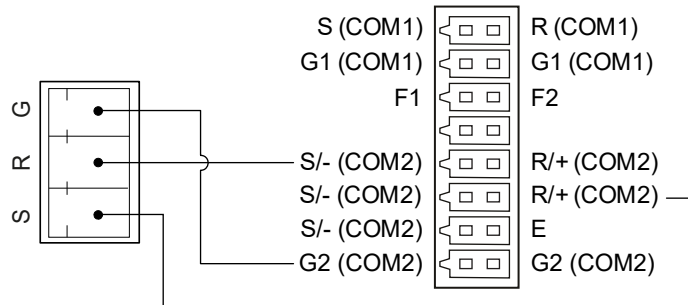 S (COM1) R (COM1)
G1 (COM1) G1 (COM1)
F1 F2
G
R
S
S/- (COM2) R/+ (COM2)
S/- (COM2) R/+ (COM2)
S/- (COM2) E
G2 (COM2) G2 (COM2)